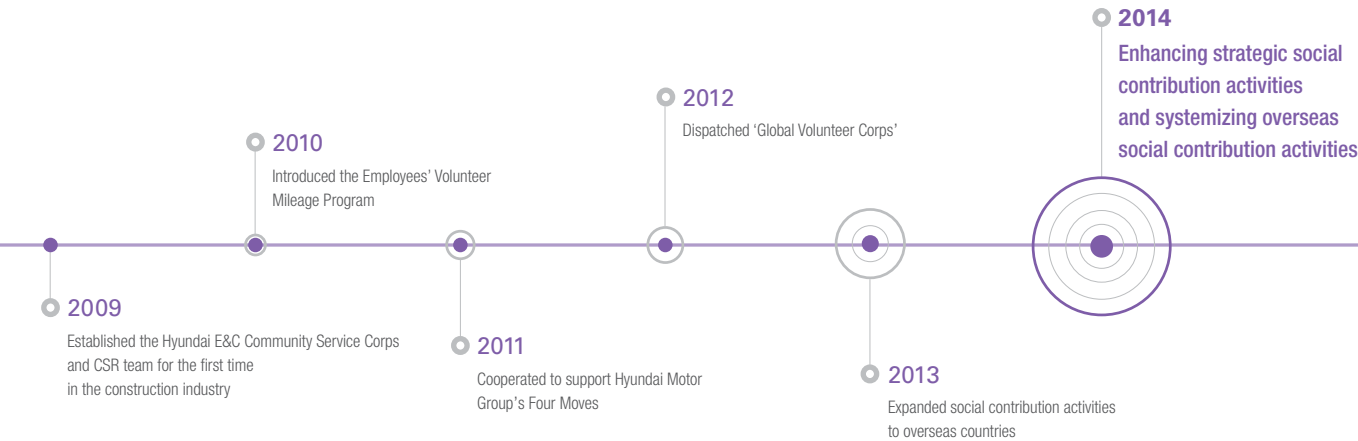 2009
Established the Hyundai E&C Community Service Corps
and CSR team for the first time
in the construction industry
2010
Introduced the Employees’ Volunteer
Mileage Program
2011
Cooperated to support Hyundai Motor
Group’s Four Moves
2012
Dispatched ‘Global Volunteer Corps’
2013
Expanded social contribution activities
to overseas countries
2014
Enhancing strategic social
contribution activities
and systemizing overseas
social contribution activities